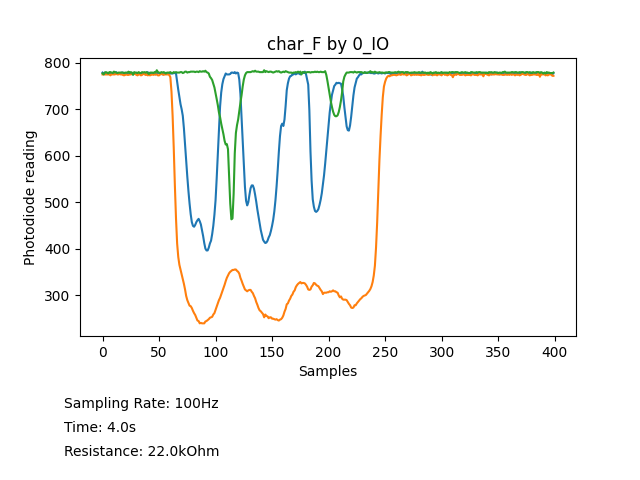 char_F by 0_IO
800
700
600
500
400
300
Photodiode reading
0 50 100 150 200 250 300 350 400
Samples
Sampling Rate: 100Hz
Time: 4.0s
Resistance: 22.0kOhm